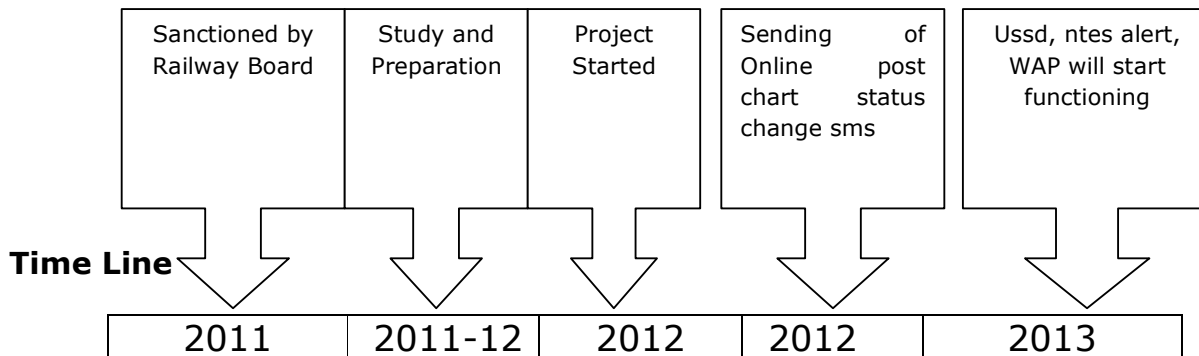 Sanctioned by
Railway Board
Study and
Preparation
Project
Started
Sending of
Online post
chart status
change sms
Ussd, ntes alert,
WAP will start
functioning
Time Line
2011
2011-12
2012
2012
2013